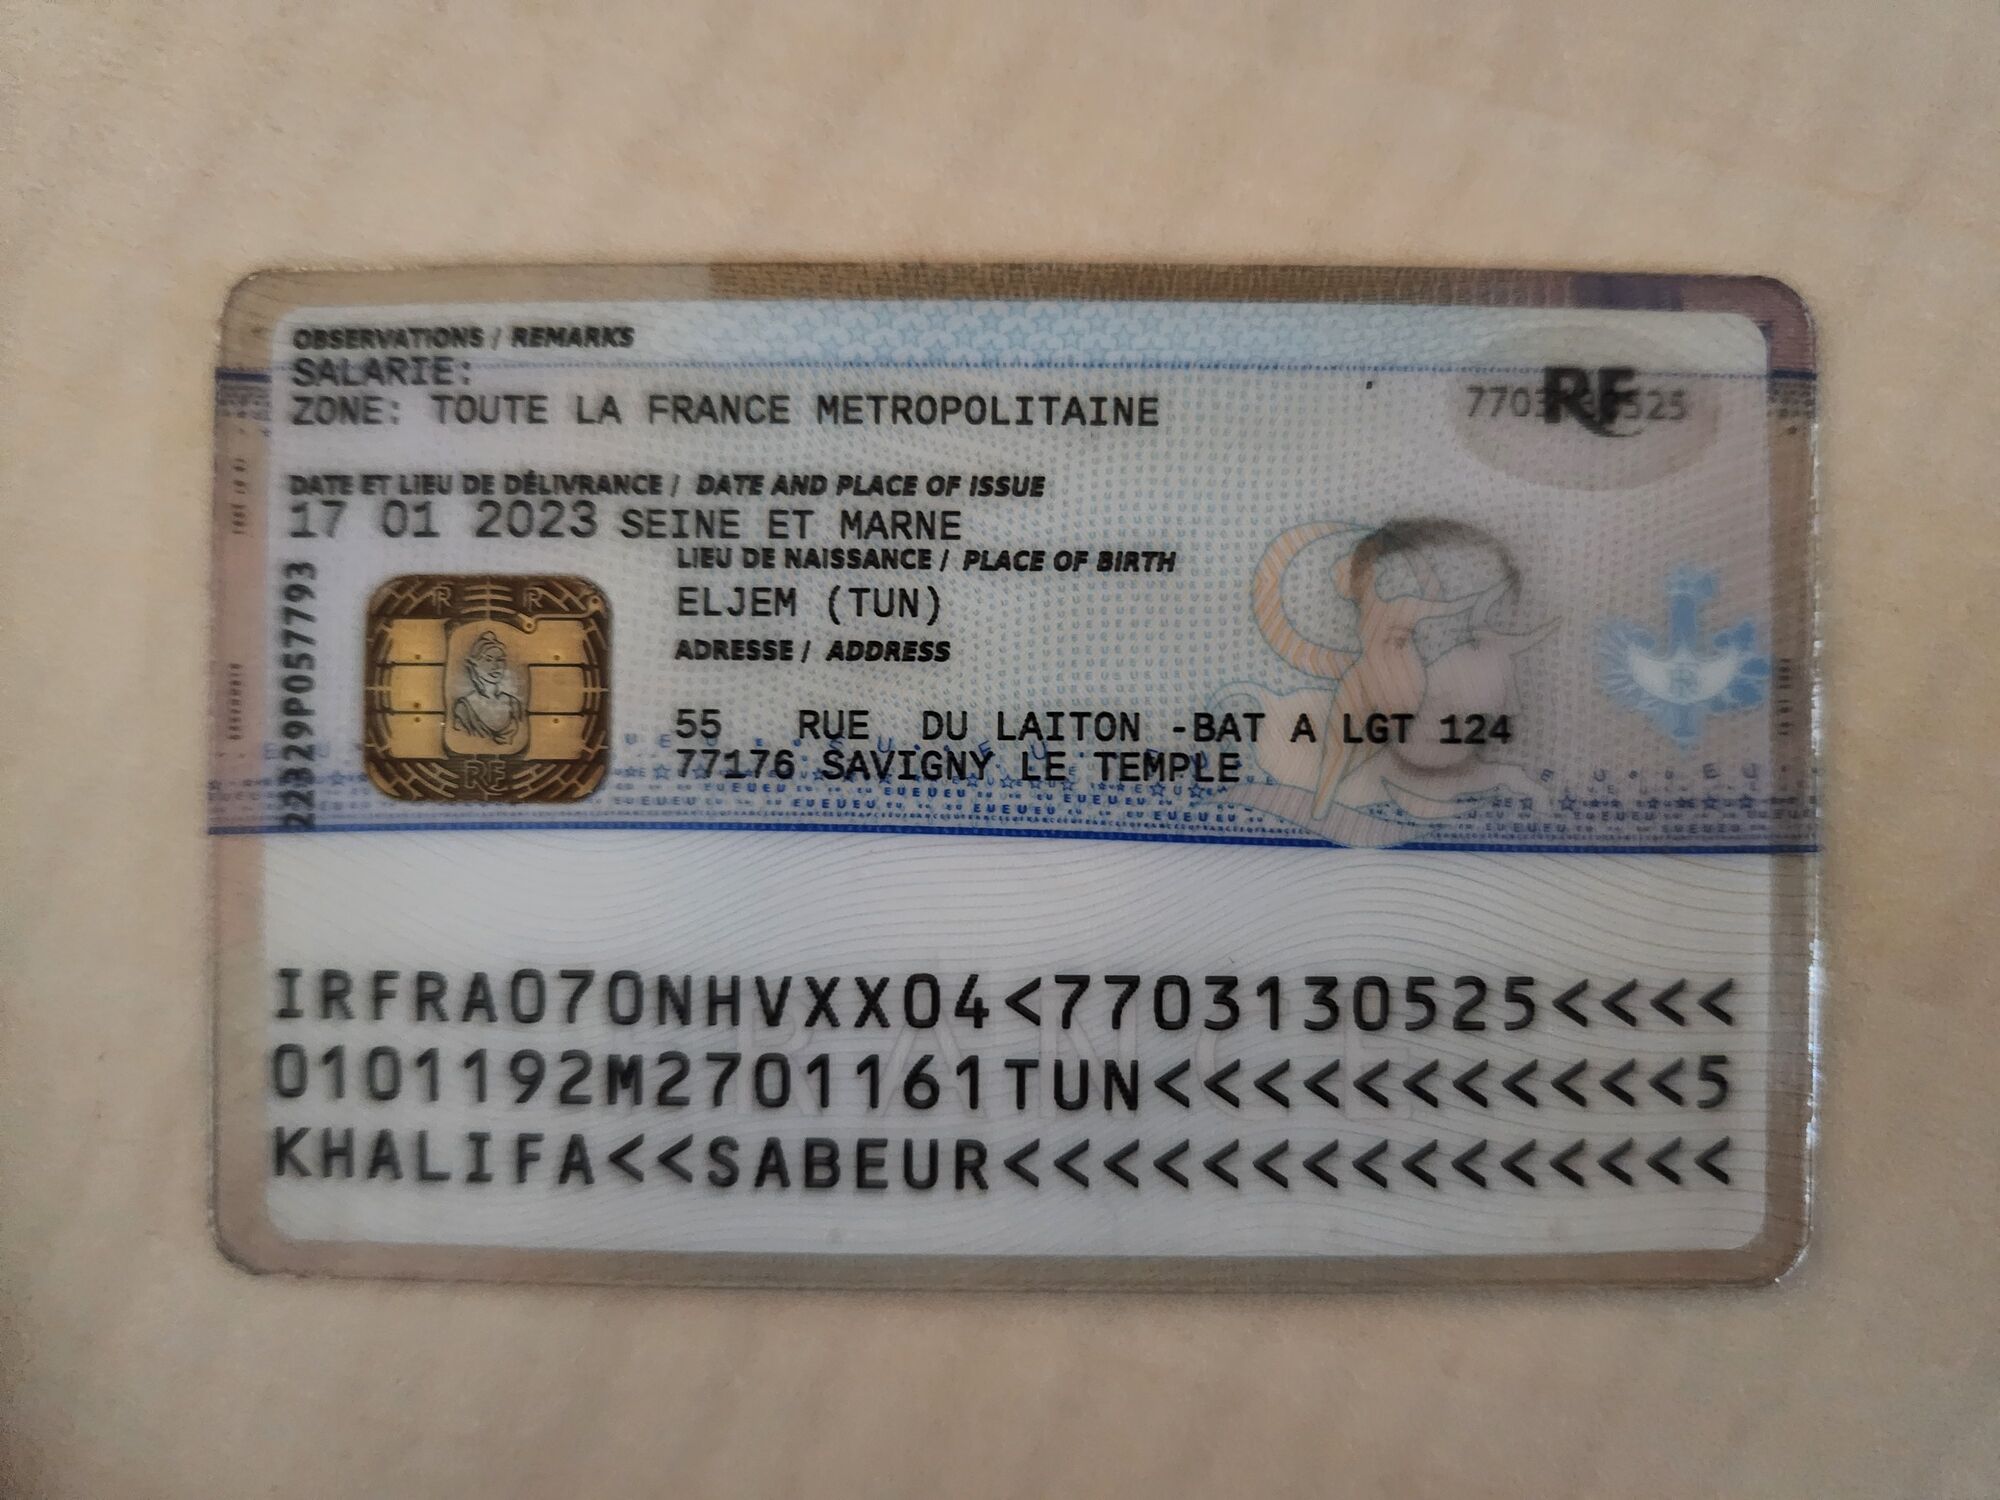 OBSERVATIONS / REMARKS
SALARIE:
ZONE: TOUTE LA FRANCE METROPOLITAINE
RF
DATE ET LIEU DE DÉLIVRANCE / DATE AND PLACE OF ISSUE
17 01 2023 SEINE ET MARNE
LIEU DE NAISSANCE / PLACE OF BIRTH
ELJEM (TUN)
ADRESSE / ADDRESS
55 RUE DU LAITON -BAT A LGT 124
77176 SAVIGNY LE TEMPLE
22B29P057793
IRFRA070NHVXX04<7703130525<<<<
0101192M2701161TUN<<<<<<<<<<<5
KHALIFA<<SABEUR<<<<<<<<<<<<<<<